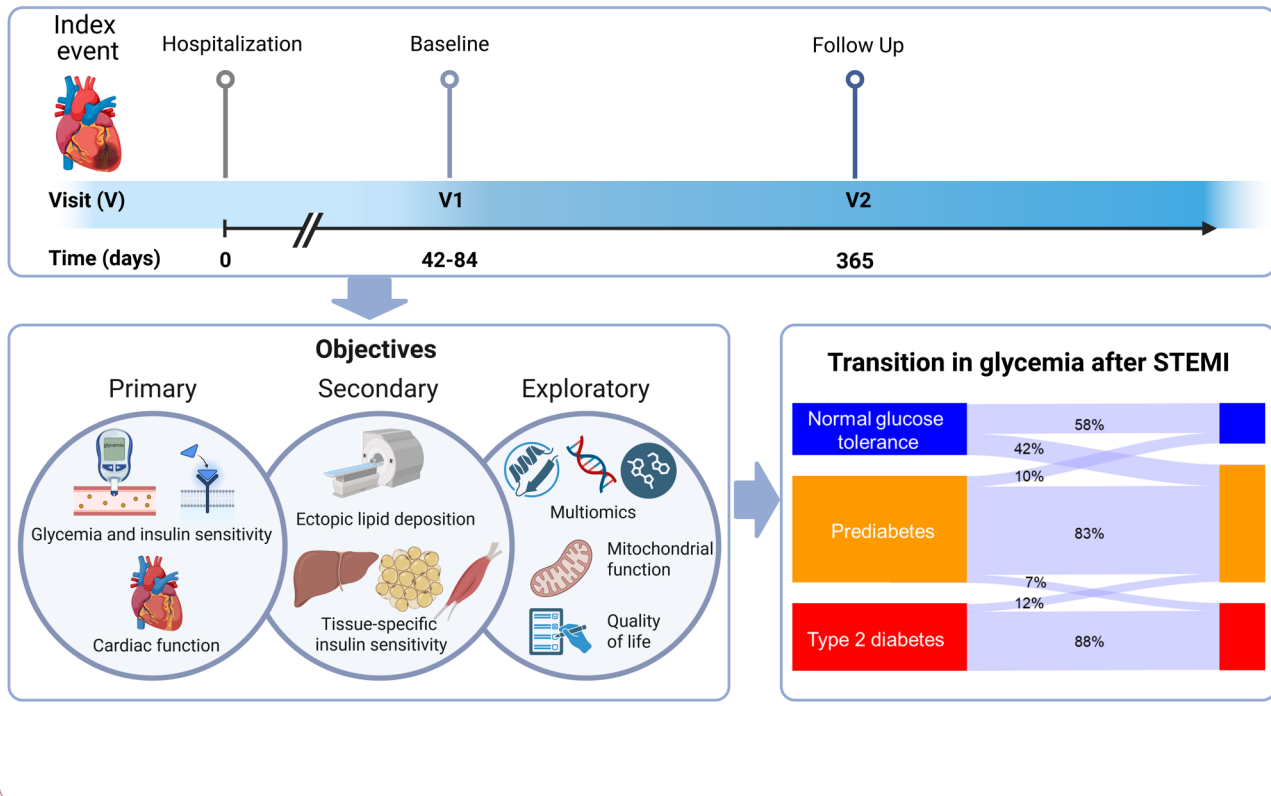 Index
event
Hospitalization
Baseline
Follow Up
Visit (V)
V1
V2
Time (days)
0
42-84
365
Objectives
Primary
Secondary
Exploratory
glycemia
Glycemia and insulin sensitivity
Cardiac function
Ectopic lipid deposition
Tissue-specific
insulin sensitivity
Multiomics
Mitochondrial
function
Quality
of life
Transition in glycemia after STEMI
Normal glucose
tolerance
58%
42%
10%
Prediabetes
83%
7%
12%
Type 2 diabetes
88%